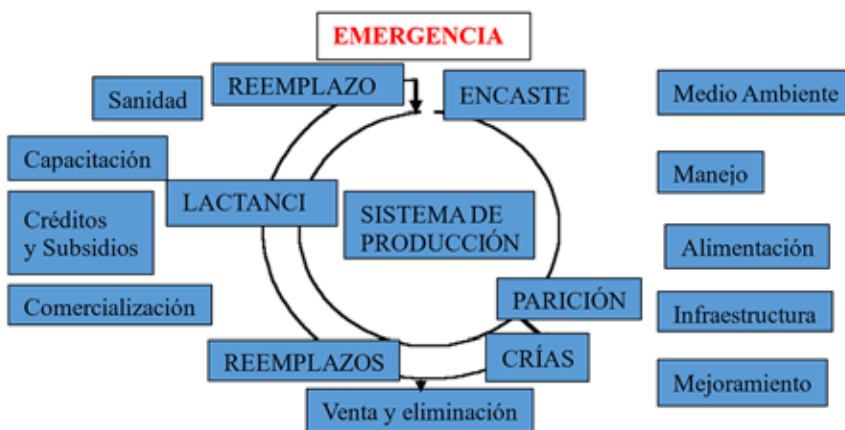 EMERGENCIA
REEMPLAZO
ENCASTE
Sanidad
Medio Ambiente
Capacitación
Manejo
LACTANCI
SISTEMA DE
PRODUCCIÓN
Créditos
y Subsidios
Alimentación
Comercialización
PARICIÓN
Infraestructura
REEMPLAZOS
CRÍAS
Mejoramiento
Venta y eliminación